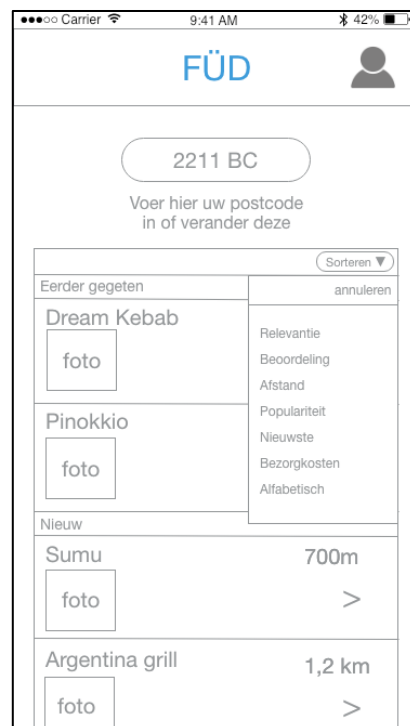 Carrier 9:41 AM 42%
FÜD
2211 BC
Voer hier uw postcode
in of verander deze
Sorteren ▼
Eerder gegeten
annuleren
Dream Kebab
foto
Relevantie
Beoordeling
Afstand
Populariteit
Nieuwste
Bezorgkosten
Alfabetisch
Pinokkio
foto
Nieuw
Sumu 700m
foto >
Argentina grill 1,2 km
foto >